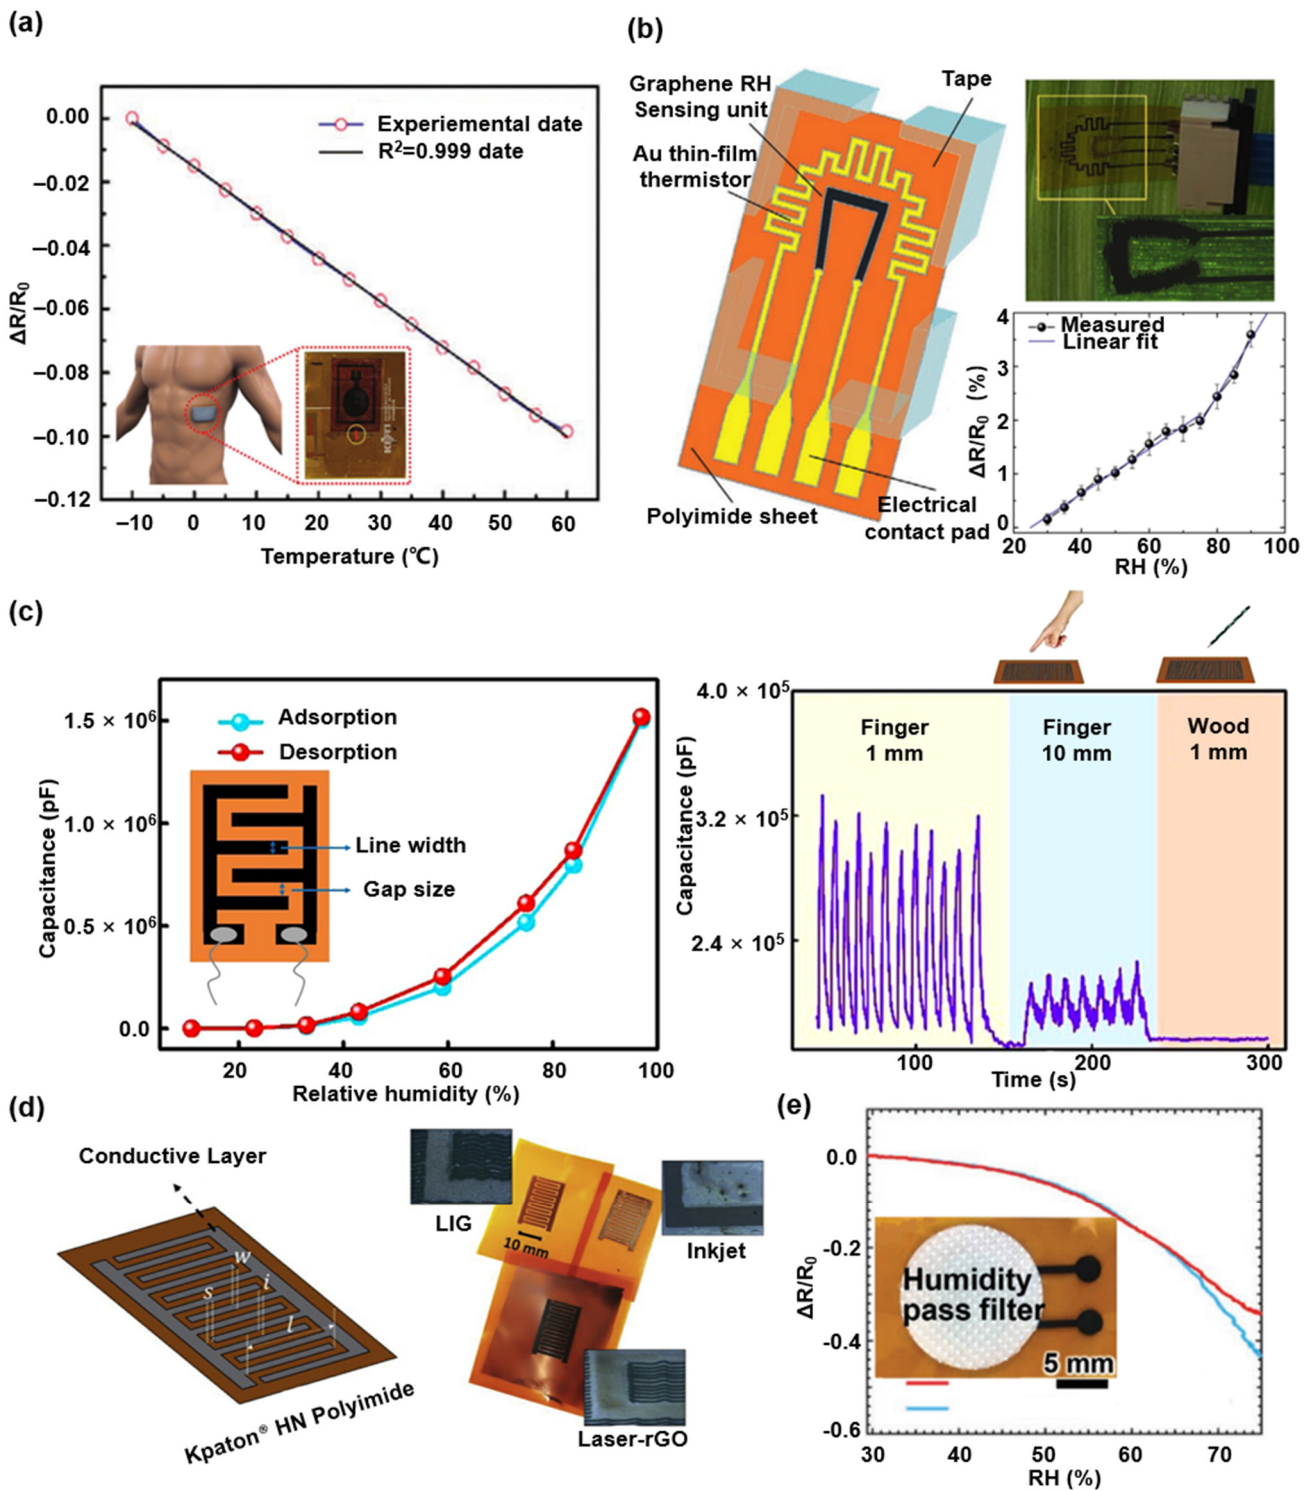 (a)
0.00
−0.02
−0.04
−0.06
−0.08
−0.10
−0.12
ΔR/R0
Experiemental date
R²=0.999 date
−10
0
10
20
30
40
50
60
Temperature (℃)
(b)
Graphene RH
Sensing unit
Tape
Au thin-film
thermistor
Polyimide sheet
Electrical
contact pad
Measured
Linear fit
4
3
2
1
0
ΔR/R0 (%)
20
40
60
80
100
RH (%)
(c)
1.5 × 10⁶
1.0 × 10⁶
0.5 × 10⁶
0.0
Capacitance (pF)
Adsorption
Desorption
Line width
Gap size
20
40
60
80
100
Relative humidity (%)
4.0 × 10⁵
3.2 × 10⁵
2.4 × 10⁵
Capacitance (pF)
Finger
1 mm
Finger
10 mm
Wood
1 mm
100
200
300
Time (s)
(d)
Conductive Layer
w
i
s
l
Kpaton® HN Polyimide
LIG
10 mm
Inkjet
Laser-rGO
(e)
0.0
-0.2
-0.4
-0.6
ΔR/R0
Humidity
pass filter
5 mm
30
40
50
60
70
RH (%)